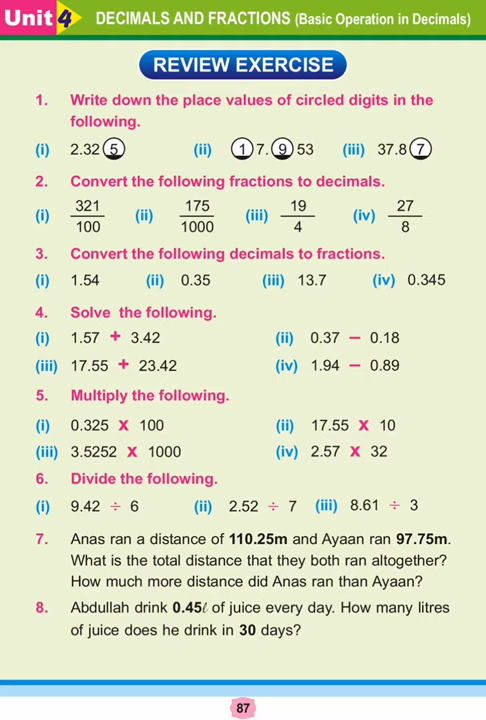 Unit 4 DECIMALS AND FRACTIONS (Basic Operation in Decimals)
REVIEW EXERCISE
1. Write down the place values of circled digits in the
following.
(i) 2.32 5 (ii) 1 7. 9 53 (iii) 37.8 7
2. Convert the following fractions to decimals.
(i) 321/100 (ii) 175/1000 (iii) 19/4 (iv) 27/8
3. Convert the following decimals to fractions.
(i) 1.54 (ii) 0.35 (iii) 13.7 (iv) 0.345
4. Solve the following.
(i) 1.57 + 3.42 (ii) 0.37 − 0.18
(iii) 17.55 + 23.42 (iv) 1.94 − 0.89
5. Multiply the following.
(i) 0.325 x 100 (ii) 17.55 x 10
(iii) 3.5252 x 1000 (iv) 2.57 x 32
6. Divide the following.
(i) 9.42 ÷ 6 (ii) 2.52 ÷ 7 (iii) 8.61 ÷ 3
7. Anas ran a distance of 110.25m and Ayaan ran 97.75m.
What is the total distance that they both ran altogether?
How much more distance did Anas ran than Ayaan?
8. Abdullah drink 0.45ℓ of juice every day. How many litres
of juice does he drink in 30 days?
87